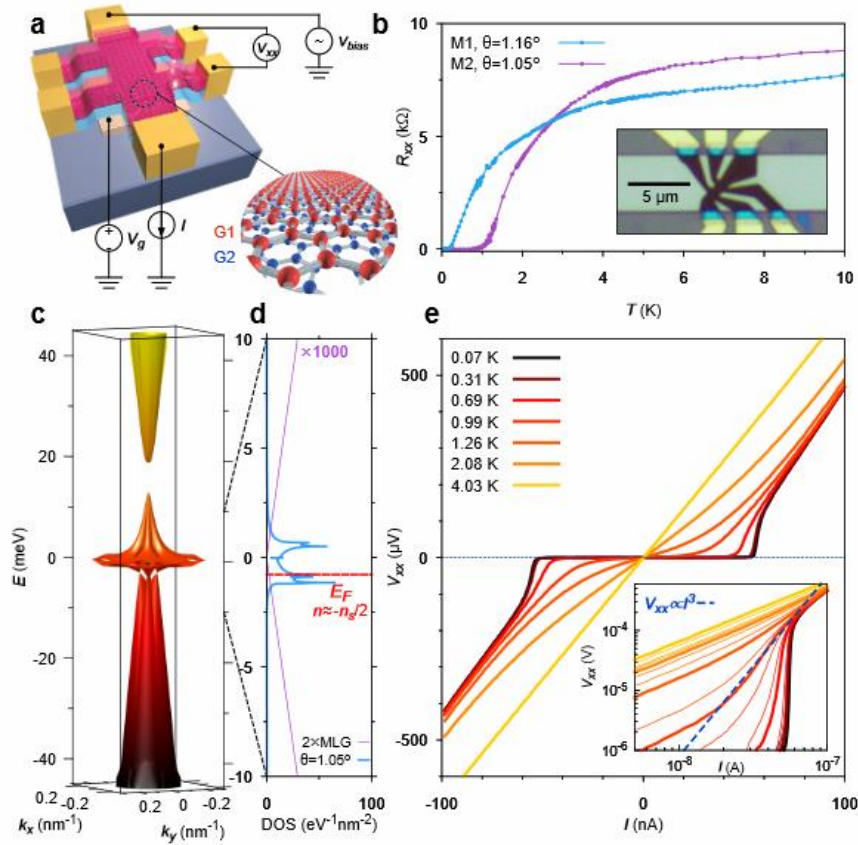 a
V_xx
~
V_bias
G1
G2
V_g
+
-
I
b
M1, θ=1.16º
M2, θ=1.05º
10
5
0
R_xx (kΩ)
5 μm
0 2 4 6 8 10
T (K)
c
40
20
0
-20
-40
E (meV)
0.2 0 -0.2
0.2 0 -0.2
k_x (nm⁻¹)
k_y (nm⁻¹)
d
10
5
0
-5
-10
×1000
E_F
n≈-n_s/2
2×MLG
θ=1.05º
0 100
DOS (eV⁻¹nm⁻²)
e
500
0
-500
V_xx (μV)
0.07 K
0.31 K
0.69 K
0.99 K
1.26 K
2.08 K
4.03 K
V_xx∝I³
10⁻⁴
10⁻⁵
10⁻⁶
V_xx (V)
10⁻⁸ 10⁻⁷
I (A)
-100 0 100
I (nA)